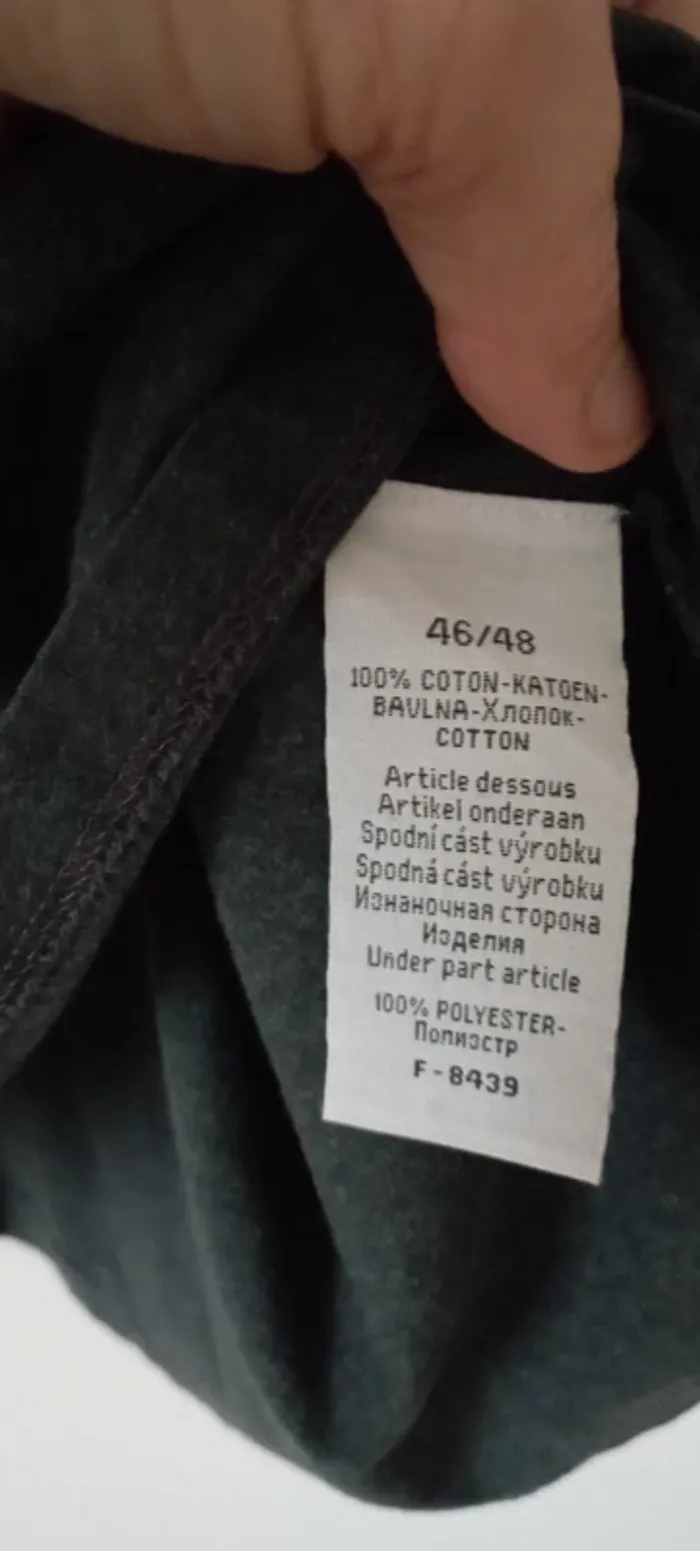 46/48
100% COTON-KATOEN-
BAVLNA-Хлопок-
COTTON
Article dessous
Artikel onderaan
Spodní cást výrobku
Spodná cást výrobku
Изнаночная сторона
Изделия
Under part article
100% POLYESTER-
Полиэстр
F-8439